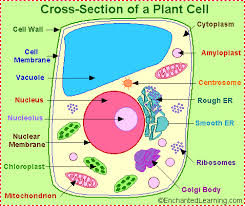 Cross-Section of a Plant Cell
Cell Wall
Cell
Membrane
Vacuole
Nucleus
Nucleolus
Nuclear
Membrane
Chloroplast
Mitochondrion
Cytoplasm
Amyloplast
Centrosome
Rough ER
Smooth ER
Ribosomes
Golgi Body
©EnchantedLearning.com